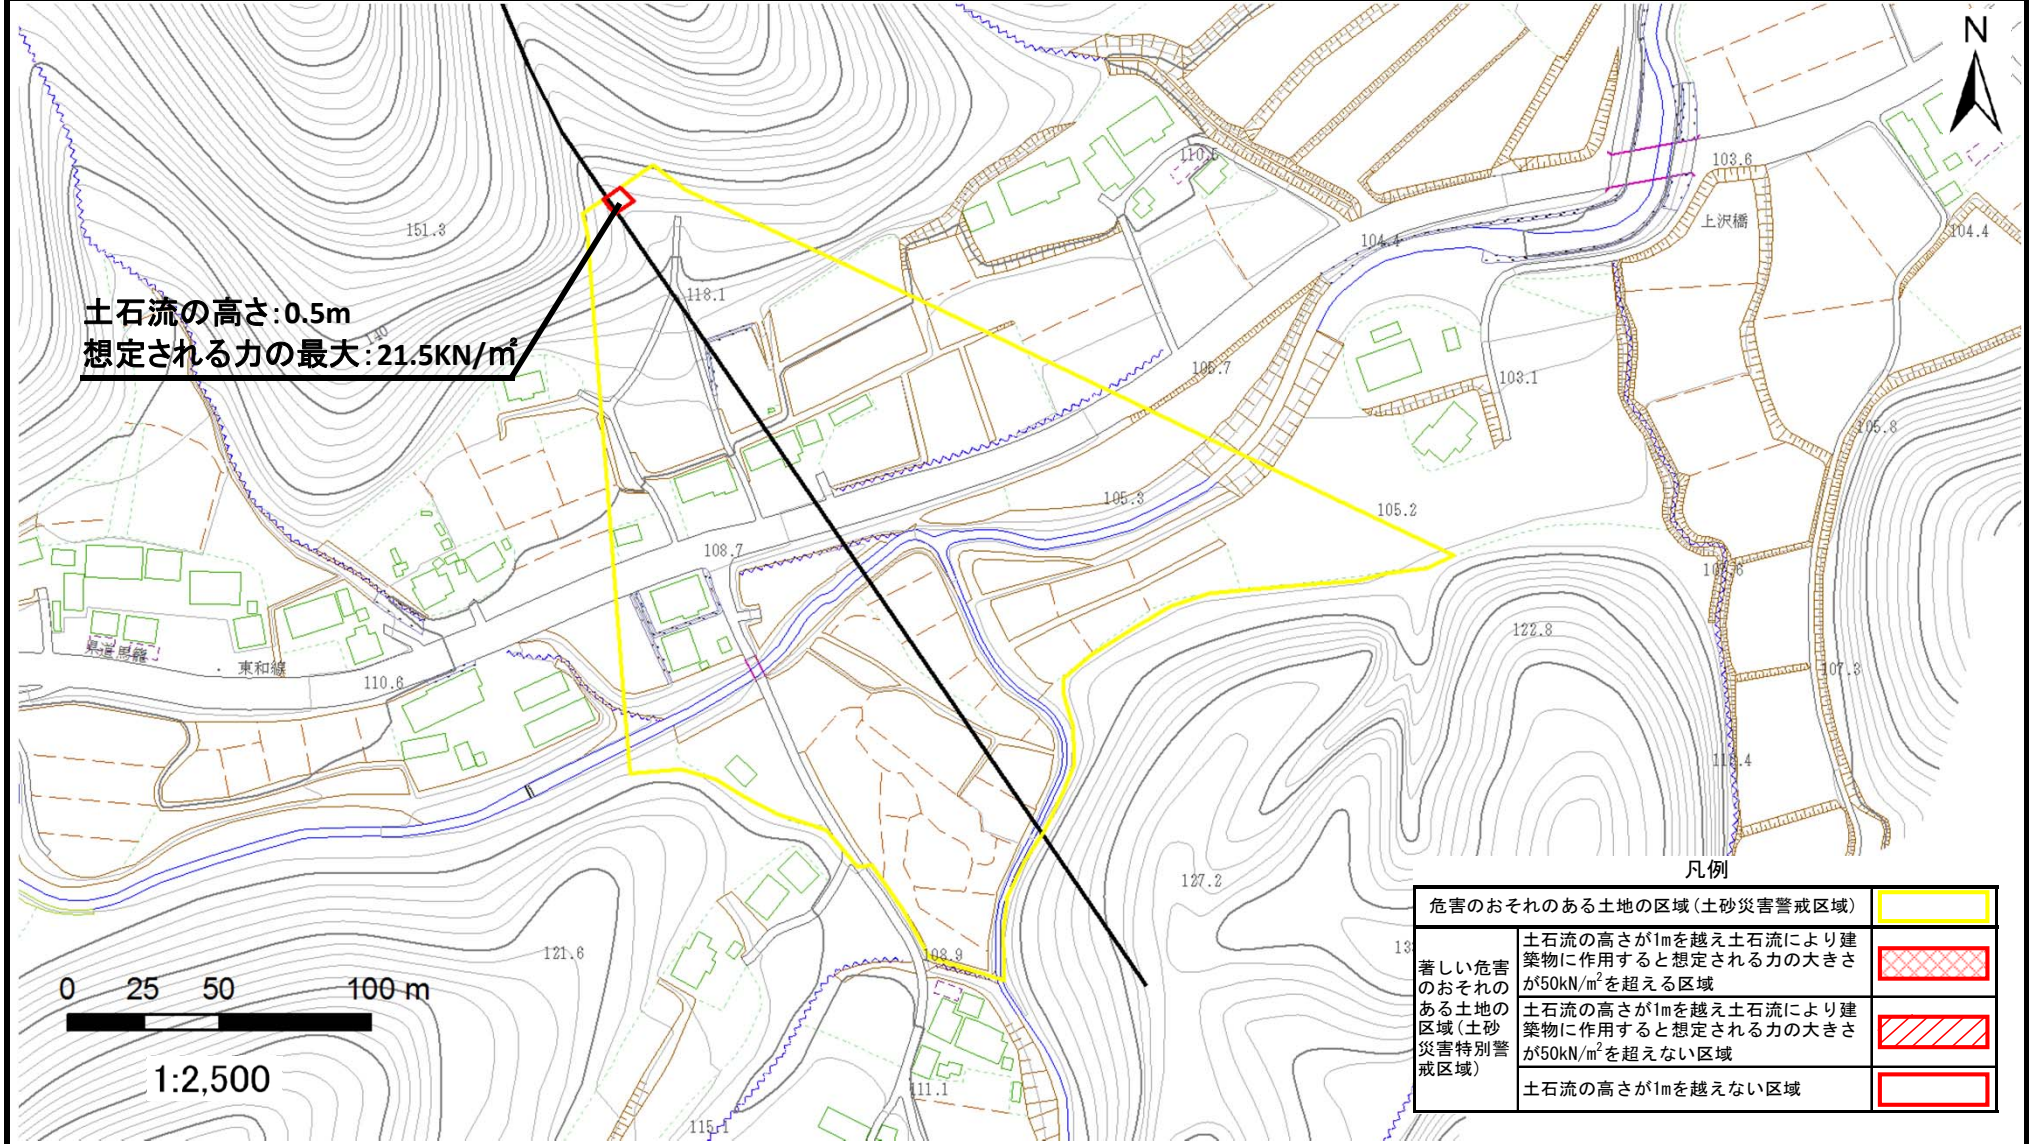 N
110.5
103.6
上沢橋
151.3
104.4
104.4
118.1
土石流の高さ:0.5m
140
想定される力の最大:21.5KN/㎡
105.7
103.1
105.8
105.3
105.2
108.7
122.8
東和線
110.6
107.3
127.2
凡例
危害のおそれのある土地の区域(土砂災害警戒区域)
著しい危害
のおそれの
ある土地の
区域(土砂
災害特別警
戒区域)
土石流の高さが1mを越え土石流により建
築物に作用すると想定される力の大きさ
が50kN/m²を超える区域
土石流の高さが1mを越え土石流により建
築物に作用すると想定される力の大きさ
が50kN/m²を超えない区域
土石流の高さが1mを越えない区域
121.6
108.9
0 25 50 100 m
1:2,500
111.1
115.1